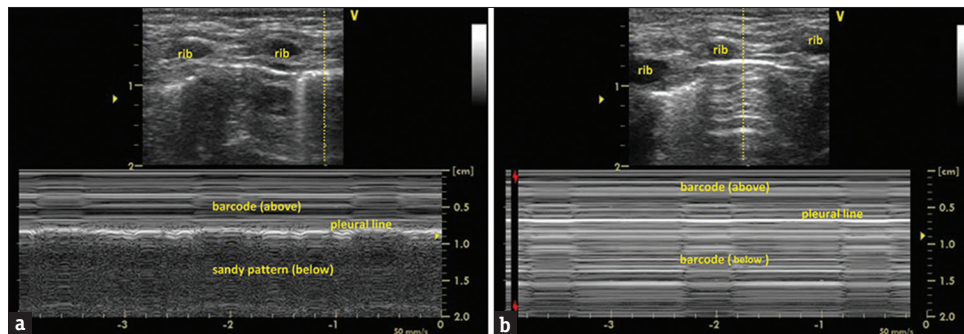 V
rib
rib
1
2
[cm]
barcode (above)
0.5
pleural line
1.0
sandy pattern (below)
1.5
a
-3
-2
-1
50 mm/s
0
2.0
V
rib
rib
rib
1
2
[cm]
barcode (above)
0.5
pleural line
1.0
barcode (below)
1.5
b
-3
-2
-1
50 mm/s
0
2.0